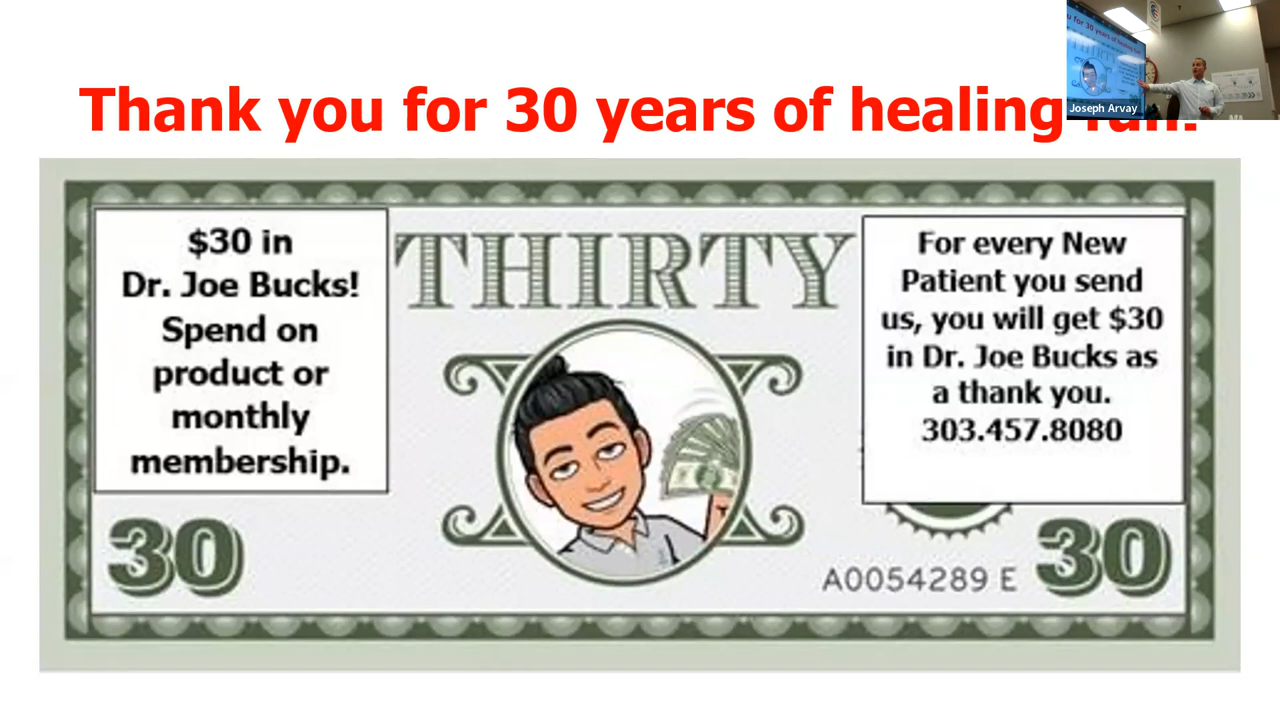 Thank you for 30 years of healing
Joseph Arvay
$30 in
Dr. Joe Bucks!
Spend on
product or
monthly
membership.
THIRTY
For every New
Patient you send
us, you will get $30
in Dr. Joe Bucks as
a thank you.
303.457.8080
30
A0054289 E
30